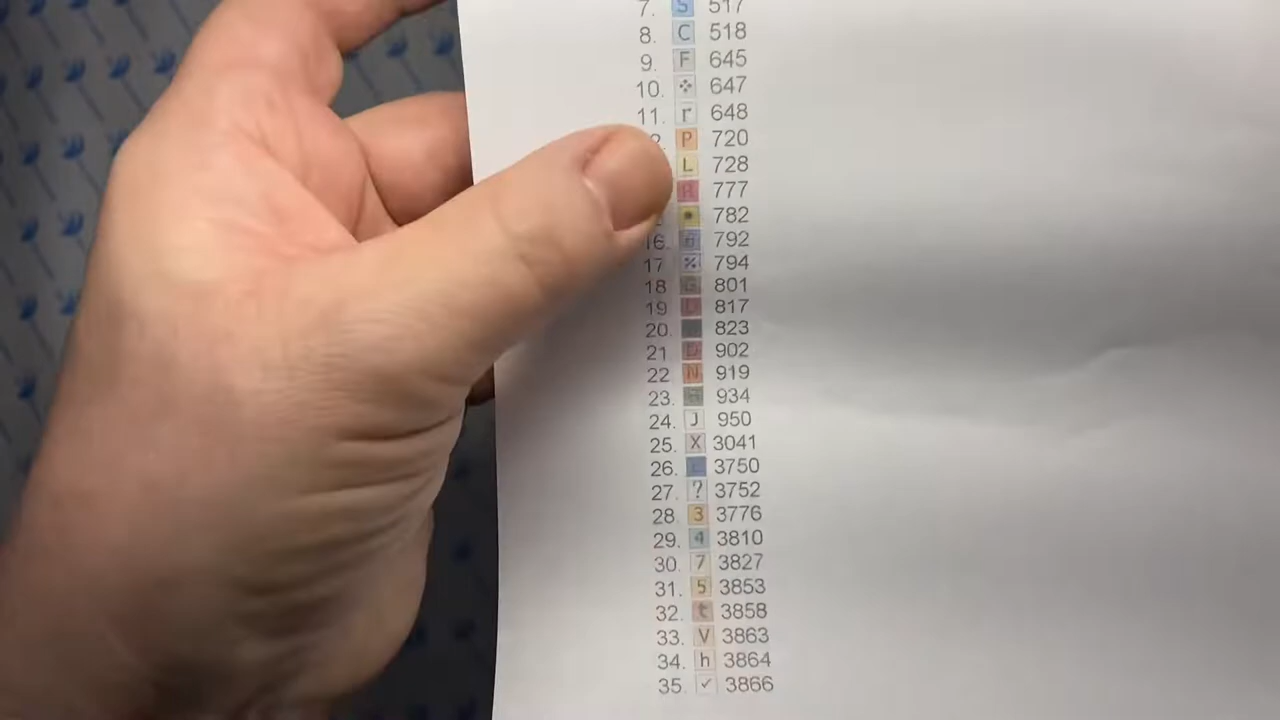 7. S 517
8. C 518
9. F 645
10. 647
11. r 648
P 720
L 728
R 777
782
16. 792
17 % 794
18 G 801
19 U 817
20. 823
21 D 902
22 N 919
23. H 934
24. J 950
25. X 3041
26. 3750
27. ? 3752
28. 3 3776
29. 4 3810
30. 7 3827
31. 5 3853
32. t 3858
33. V 3863
34. h 3864
35. ✓ 3866